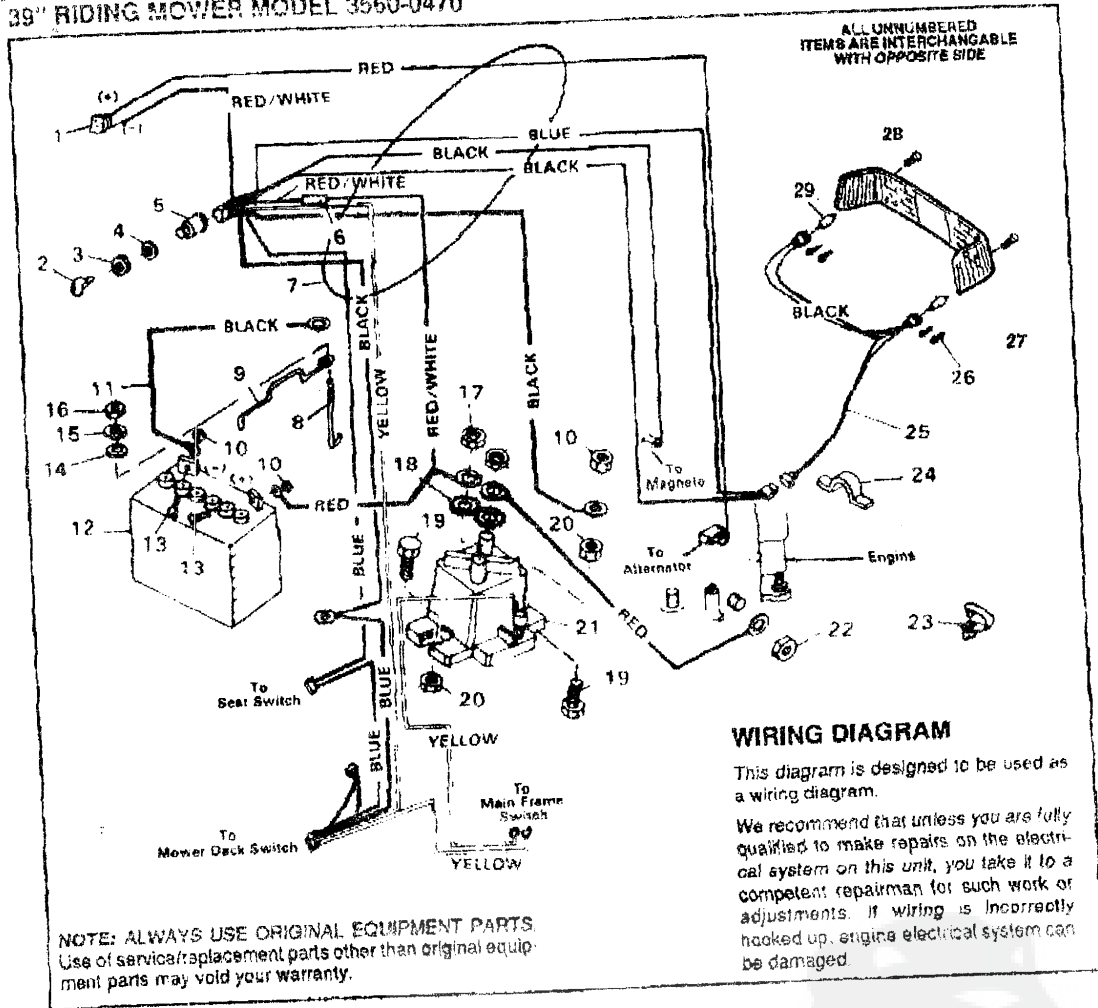 39" RIDING MOWER MODEL 3560-0470
ALL UNNUMBERED
ITEMS ARE INTERCHANGABLE
WITH OPPOSITE SIDE
RED
(+)
RED/WHITE
1
(-)
BLUE
28
BLACK
BLACK
RED/WHITE
29
5
4
6
3
2
7
BLACK
BLACK
BLACK
27
9
26
YELLOW
RED/WHITE
BLACK
11
17
16
8
10
10
25
15
14
10
(-)
(+)
18
To
Magneto
24
RED
12
19
20
13
13
To
Alternator
Engine
BLUE
21
RED
22
23
To
Seat Switch
BLUE
20
19
YELLOW
BLUE
To
Main Frame
Switch
To
Mower Deck Switch
YELLOW
WIRING DIAGRAM
This diagram is designed to be used as
a wiring diagram.
We recommend that unless you are fully
qualified to make repairs on the electri-
cal system on this unit, you take it to a
competent repairman for such work or
adjustments. If wiring is incorrectly
hooked up, engine electrical system can
be damaged.
NOTE: ALWAYS USE ORIGINAL EQUIPMENT PARTS.
Use of service/replacement parts other than original equip-
ment parts may void your warranty.